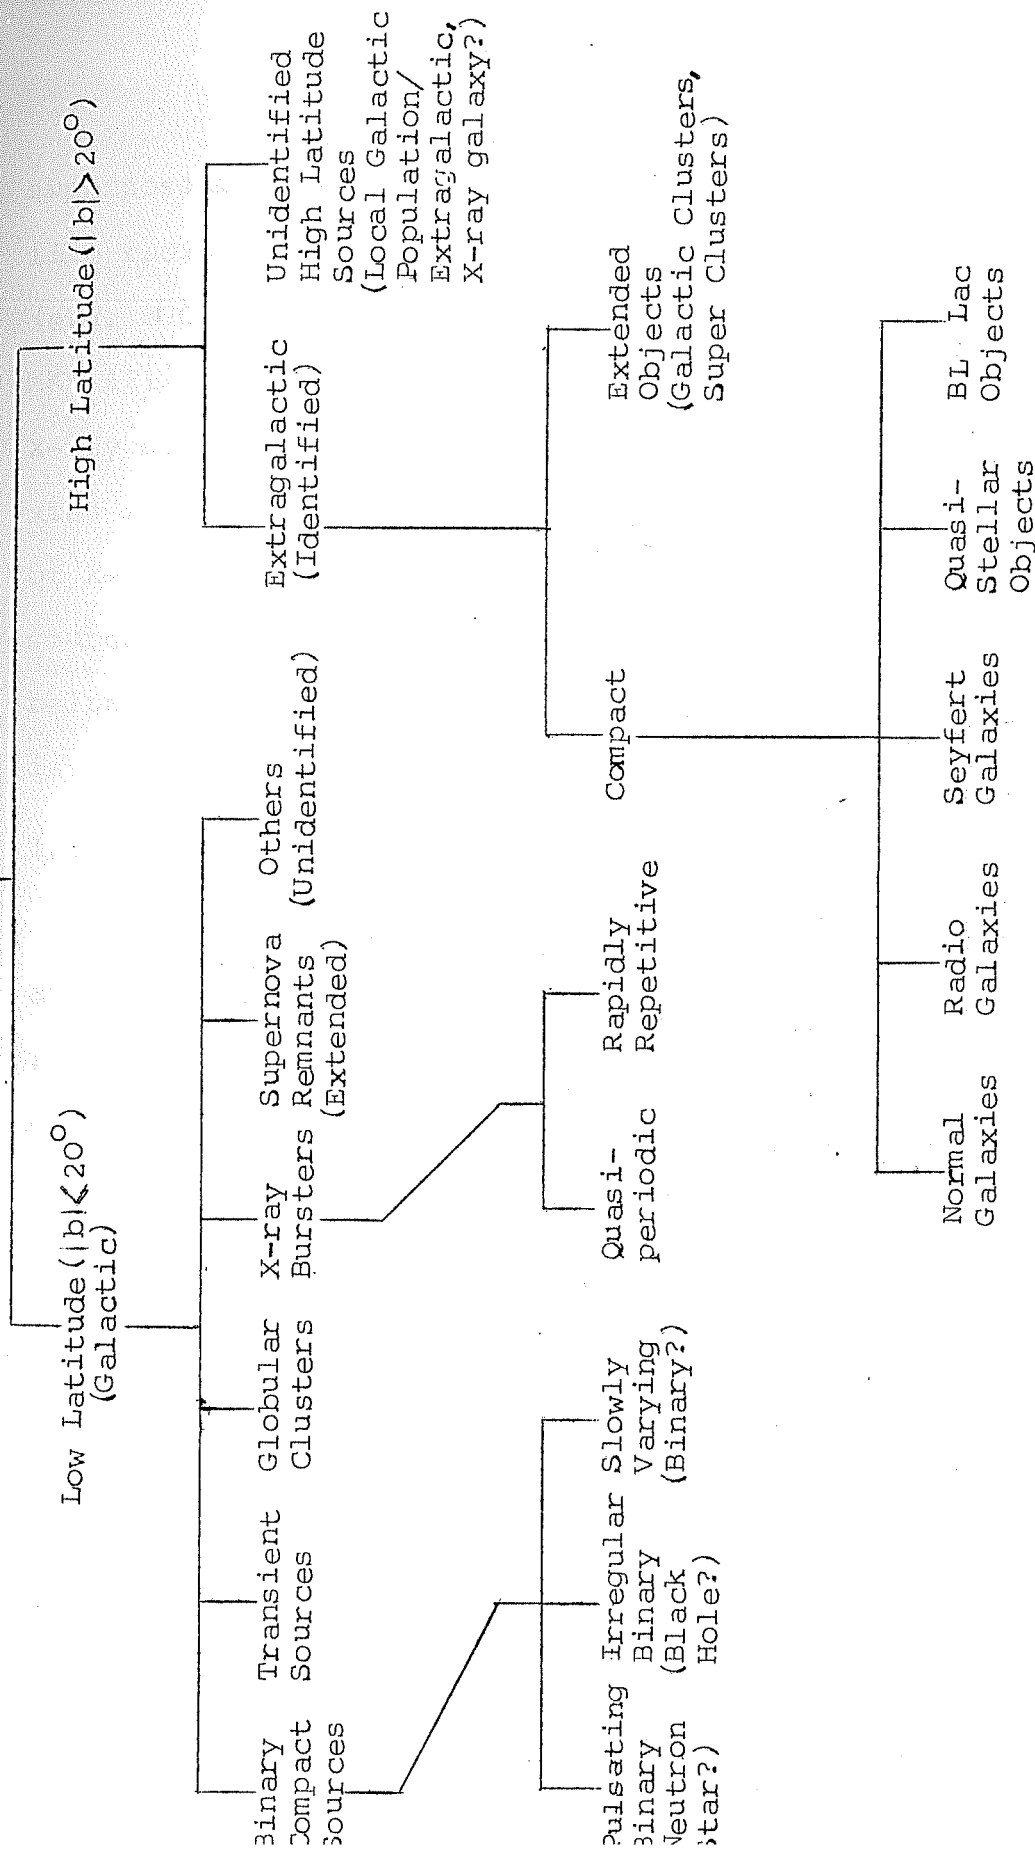 Low Latitude(|b|<20°)
(Galactic)
High Latitude(|b|>20°)
Binary
Compact
Sources
Transient
Sources
Globular
Clusters
X-ray
Bursters
Supernova
Remnants
(Extended)
Others
(Unidentified)
Extragalactic
(Identified)
Unidentified
High Latitude
Sources
(Local Galactic
Population/
Extragalactic,
X-ray galaxy?)
Pulsating
Binary
Neutron
Star?)
Irregular
Binary
(Black
Hole?)
Slowly
Varying
(Binary?)
Quasi-
periodic
Rapidly
Repetitive
Compact
Extended
Objects
(Galactic Clusters,
Super Clusters)
Normal
Galaxies
Radio
Galaxies
Seyfert
Galaxies
Quasi-
Stellar
Objects
BL Lac
Objects